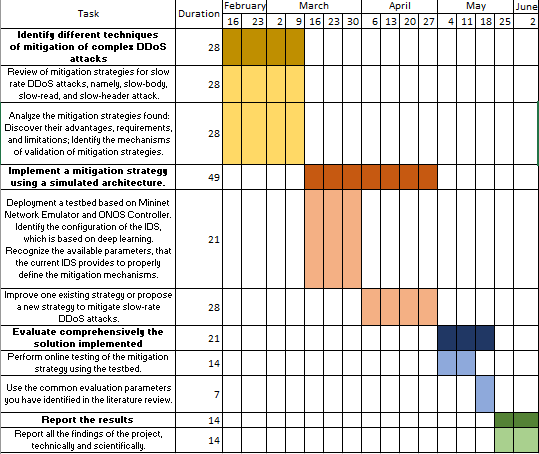 Task Duration February March April May June
16 23 2 9 16 23 30 6 13 20 27 4 11 18 25 2
Identify different techniques
of mitigation of complex DDoS
attacks
28
Review of mitigation strategies for slow
rate DDoS attacks, namely, slow-body,
slow-read, and slow-header attack.
28
Analyze the mitigation strategies found:
Discover their advantages, requirements,
and limitations; Identify the mechanisms
of validation of mitigation strategies.
28
Implement a mitigation strategy
using a simulated architecture.
49
Deployment a testbed based on Mininet
Network Emulator and ONOS Controller.
Identify the configuration of the IDS,
which is based on deep learning.
Recognize the available parameters, that
the current IDS provides to properly
define the mitigation mechanisms.
21
Improve one existing strategy or propose
a new strategy to mitigate slow-rate
DDoS attacks.
28
Evaluate comprehensively the
solution implemented
21
Perform online testing of the mitigation
strategy using the testbed.
14
Use the common evaluation parameters
you have identified in the literature review.
7
Report the results
14
Report all the findings of the project,
technically and scientifically.
14